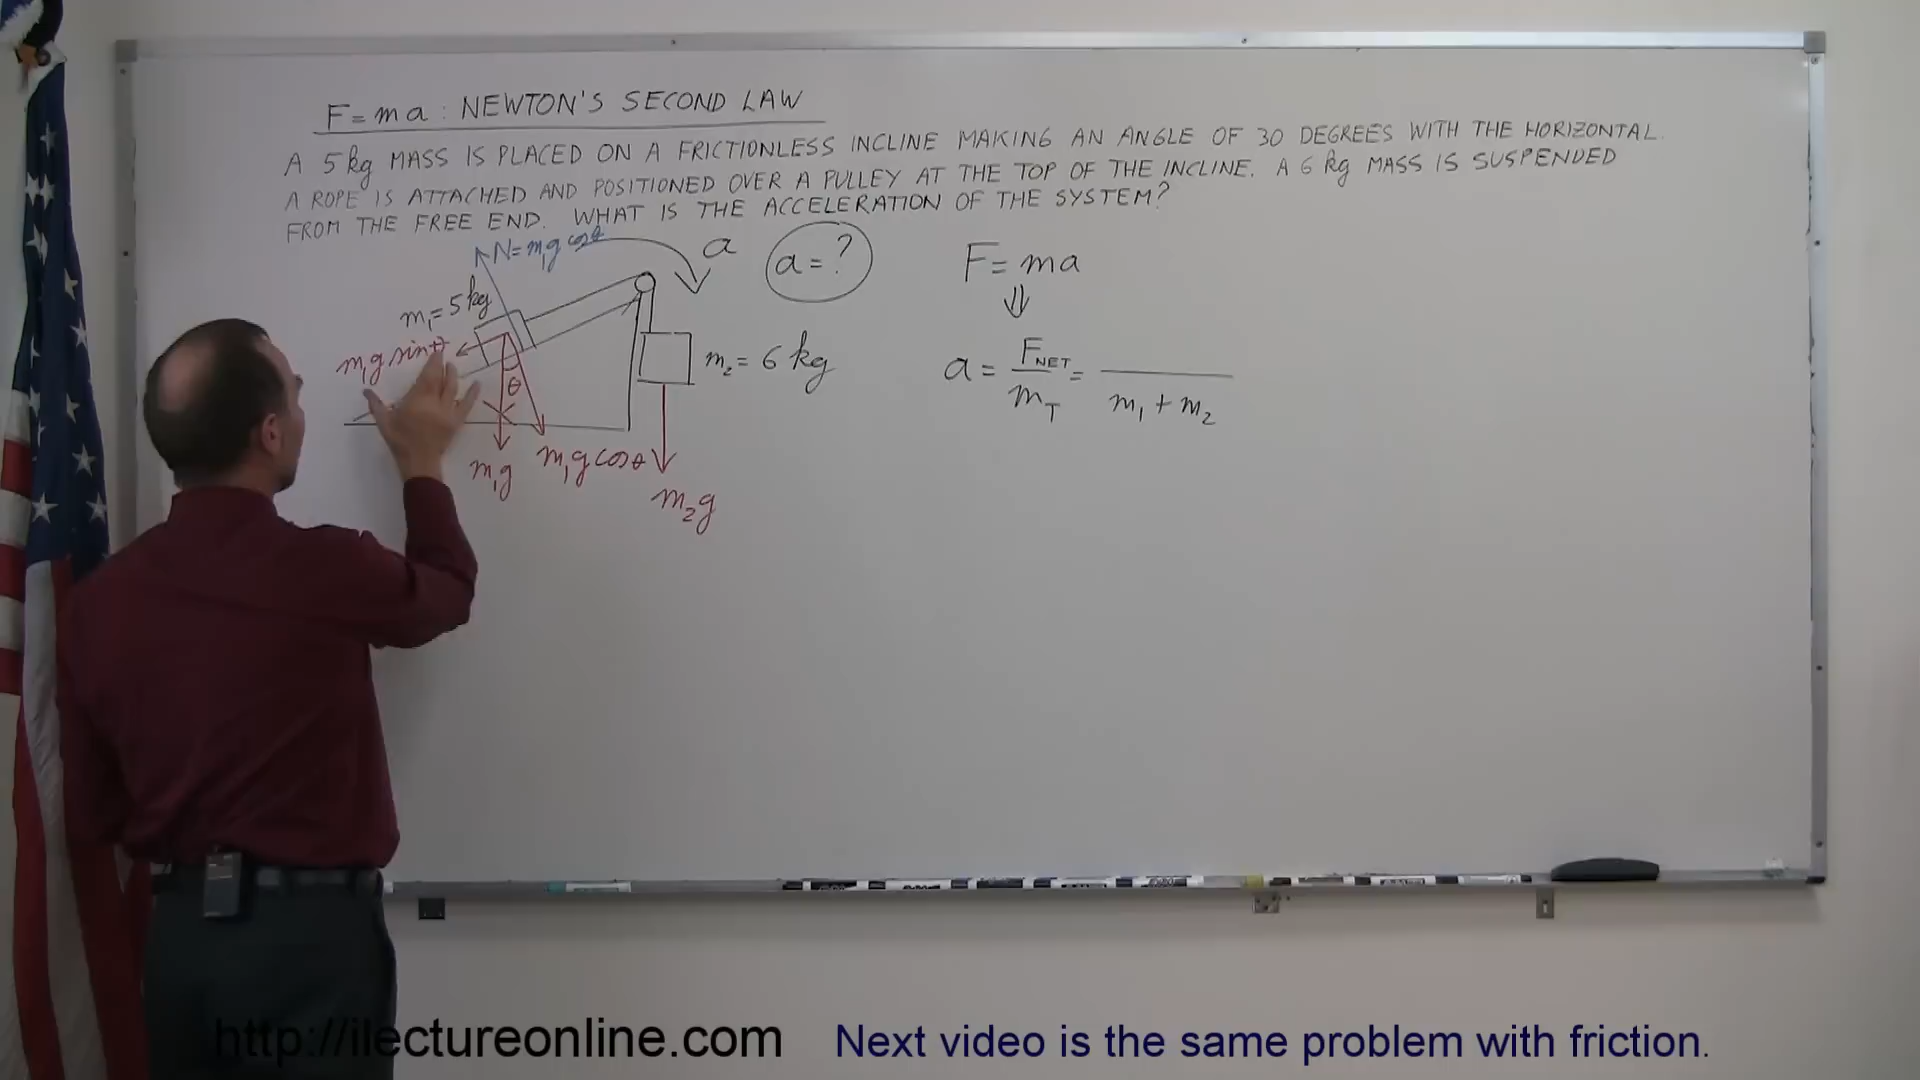 F = ma : NEWTON'S SECOND LAW
A 5 kg MASS IS PLACED ON A FRICTIONLESS INCLINE MAKING AN ANGLE OF 30 DEGREES WITH THE HORIZONTAL.
A ROPE IS ATTACHED AND POSITIONED OVER A PULLEY AT THE TOP OF THE INCLINE. A 6 kg MASS IS SUSPENDED
FROM THE FREE END. WHAT IS THE ACCELERATION OF THE SYSTEM?
N = m₁g cosθ
a
a = ?
F = ma
⇓
m₁ = 5 kg
m₁g sinθ
θ
m₂ = 6 kg
a = F_NET / m_T = ――― / m₁ + m₂
m₁g
m₁g cosθ
m₂g
http://ilectureonline.com
Next video is the same problem with friction.